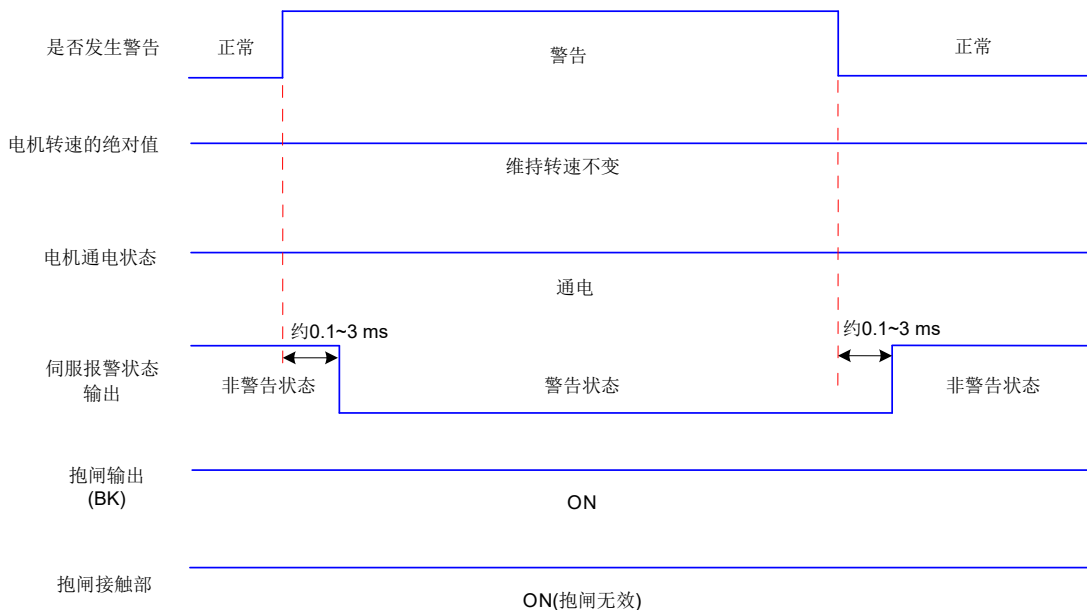 是否发生警告
正常
警告
正常
电机转速的绝对值
维持转速不变
电机通电状态
通电
约0.1~3 ms
约0.1~3 ms
伺服报警状态
输出
非警告状态
警告状态
非警告状态
抱闸输出
(BK)
ON
抱闸接触部
ON(抱闸无效)